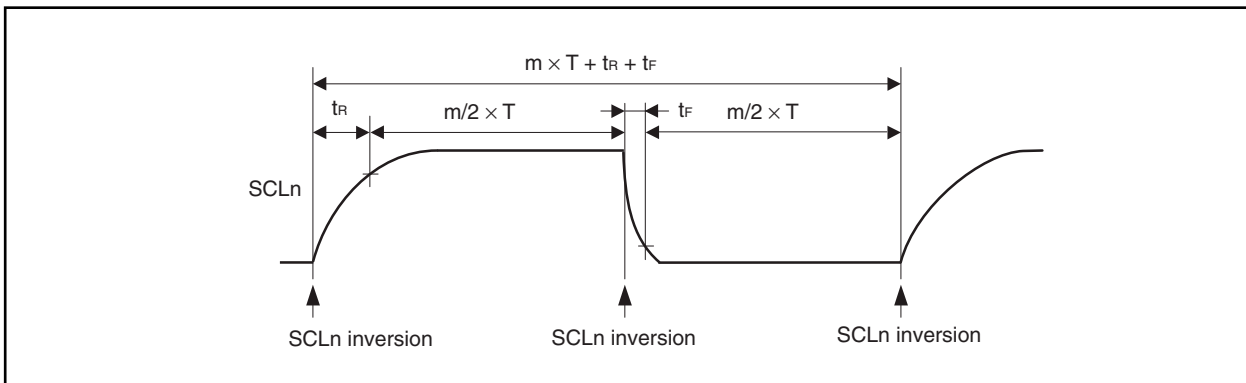 m × T + tR + tF
tR
m/2 × T
tF
m/2 × T
SCLn
SCLn inversion
SCLn inversion
SCLn inversion